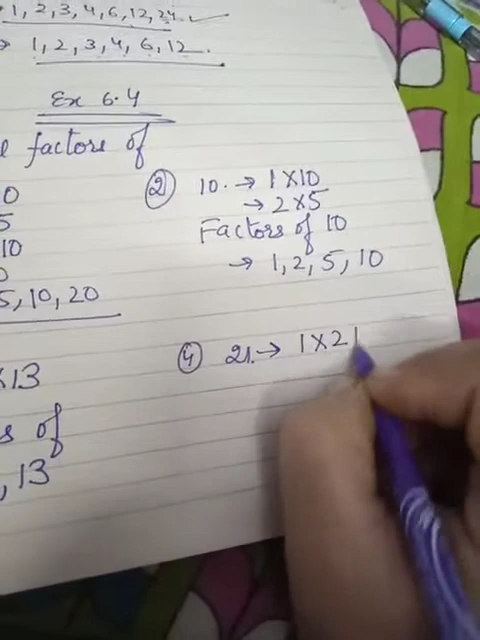 1, 2, 3, 4, 6, 12, 24.
1, 2, 3, 4, 6, 12.
Ex 6.4
factors of
0
5
10
0
5, 10, 20
x13
s of
, 13
② 10. → 1 x 10
→ 2 x 5
Factors of 10
→ 1, 2, 5, 10
④ 21. → 1 x 21